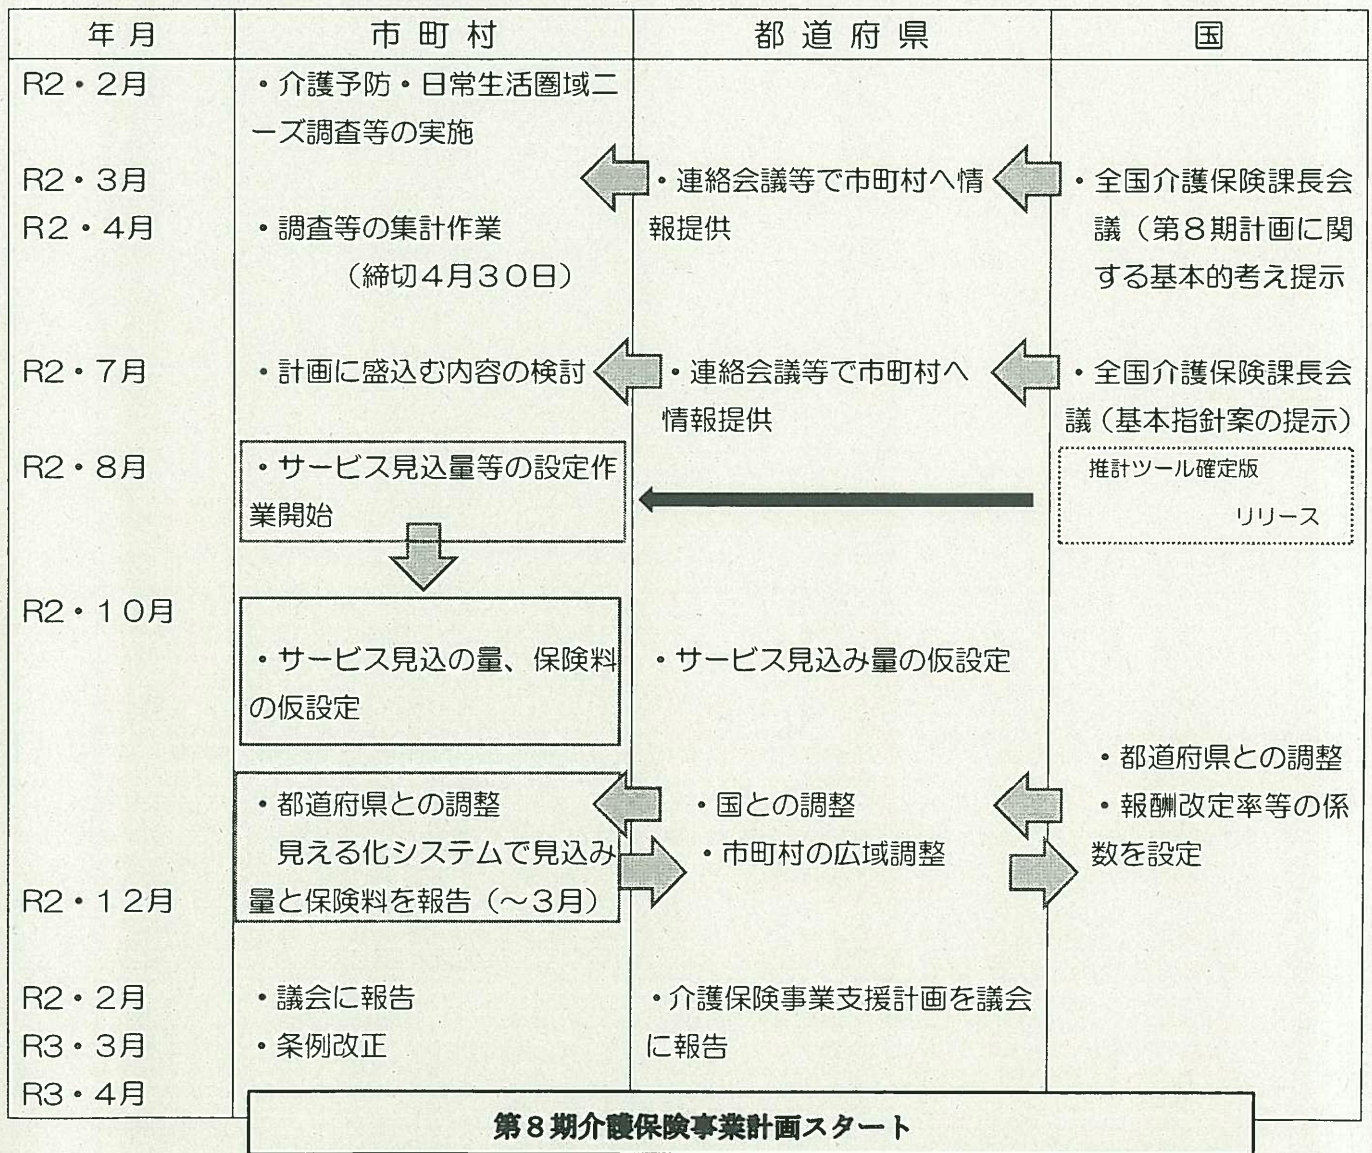 年月 市町村 都道府県 国
R2・2月 ・介護予防・日常生活圏域ニ
ーズ調査等の実施
R2・3月 ・連絡会議等で市町村へ情 ・全国介護保険課長会
R2・4月 ・調査等の集計作業 報提供 議（第8期計画に関
（締切4月30日） する基本的考え提示
R2・7月 ・計画に盛込む内容の検討 ・連絡会議等で市町村へ ・全国介護保険課長会
情報提供 議（基本指針案の提示）
R2・8月 ・サービス見込量等の設定作 推計ツール確定版
業開始 リリース
R2・10月
・サービス見込の量、保険料 ・サービス見込み量の仮設定
の仮設定
・都道府県との調整
・都道府県との調整 ・国との調整 ・報酬改定率等の係
見える化システムで見込み ・市町村の広域調整 数を設定
R2・12月 量と保険料を報告（～3月）
R2・2月 ・議会に報告 ・介護保険事業支援計画を議会
R3・3月 ・条例改正 に報告
R3・4月
第8期介護保険事業計画スタート